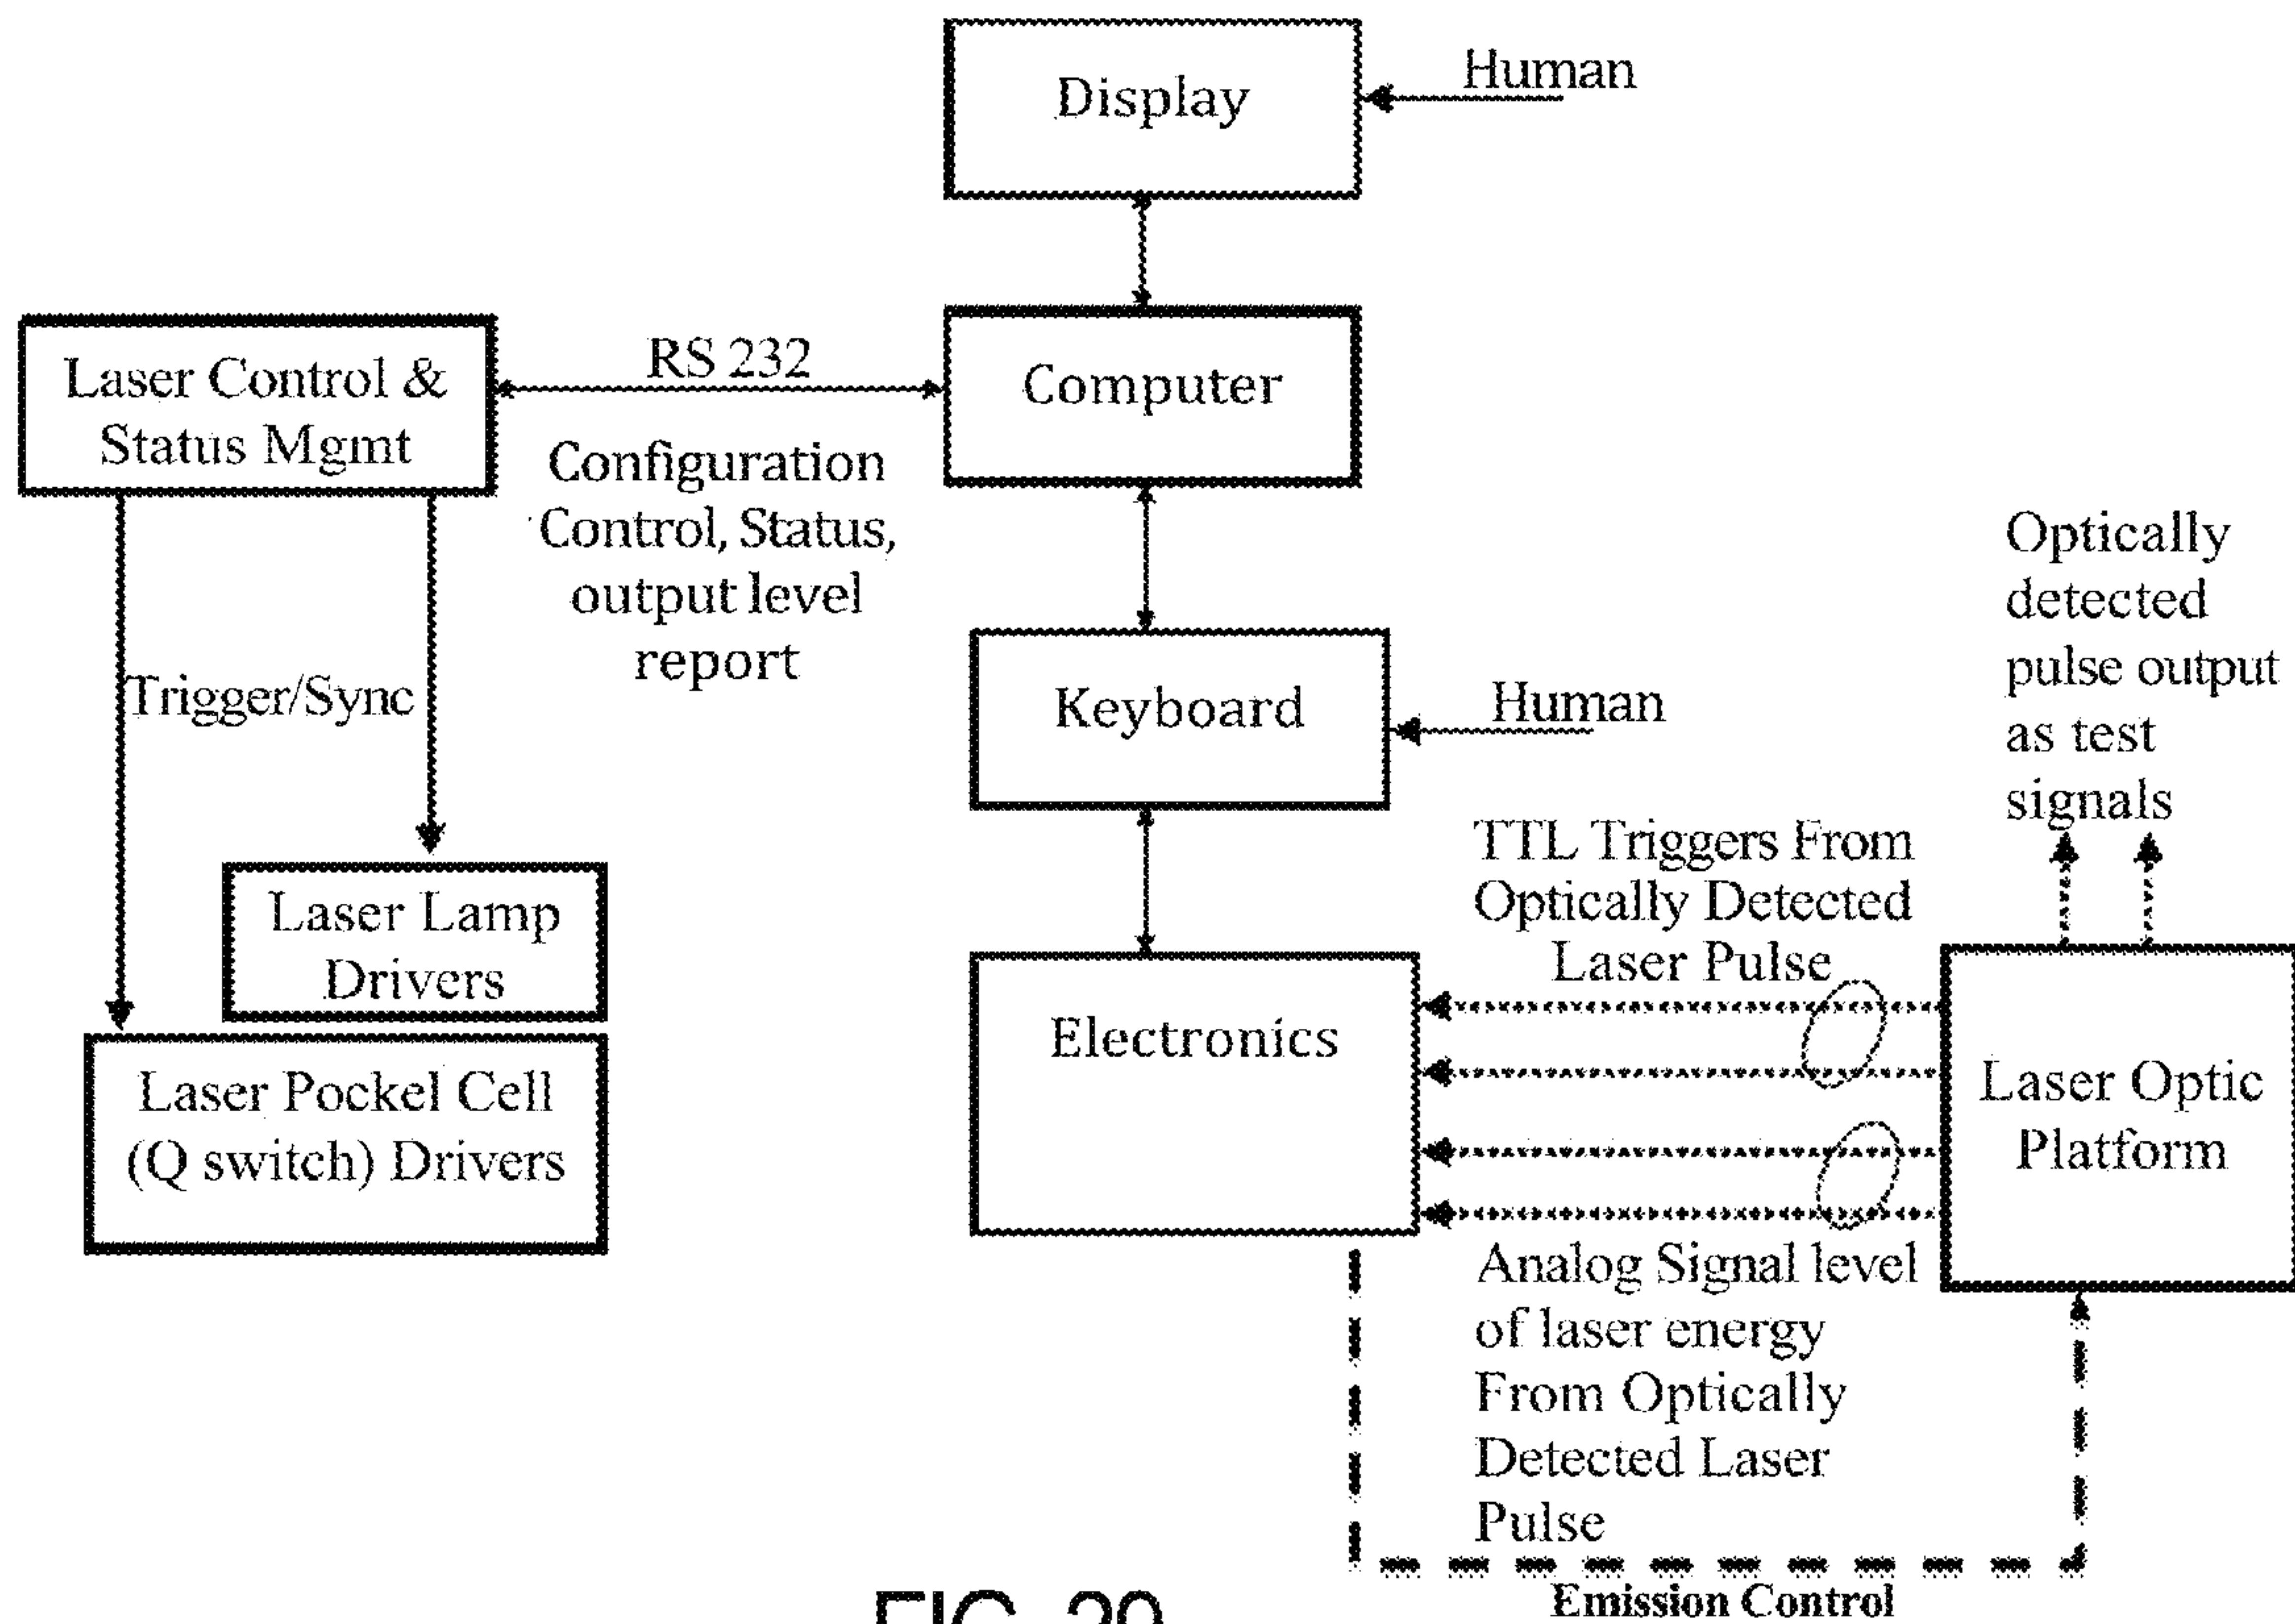 Display
Human
Laser Control &
Status Mgmt
RS 232
Computer
Configuration
Control, Status,
output level
report
Trigger/Sync
Keyboard
Human
Optically
detected
pulse output
as test
signals
Laser Lamp
Drivers
Laser Pockel Cell
(Q switch) Drivers
Electronics
TTL Triggers From
Optically Detected
Laser Pulse
Laser Optic
Platform
Analog Signal level
of laser energy
From Optically
Detected Laser
Pulse
Emission Control
FIG. 29